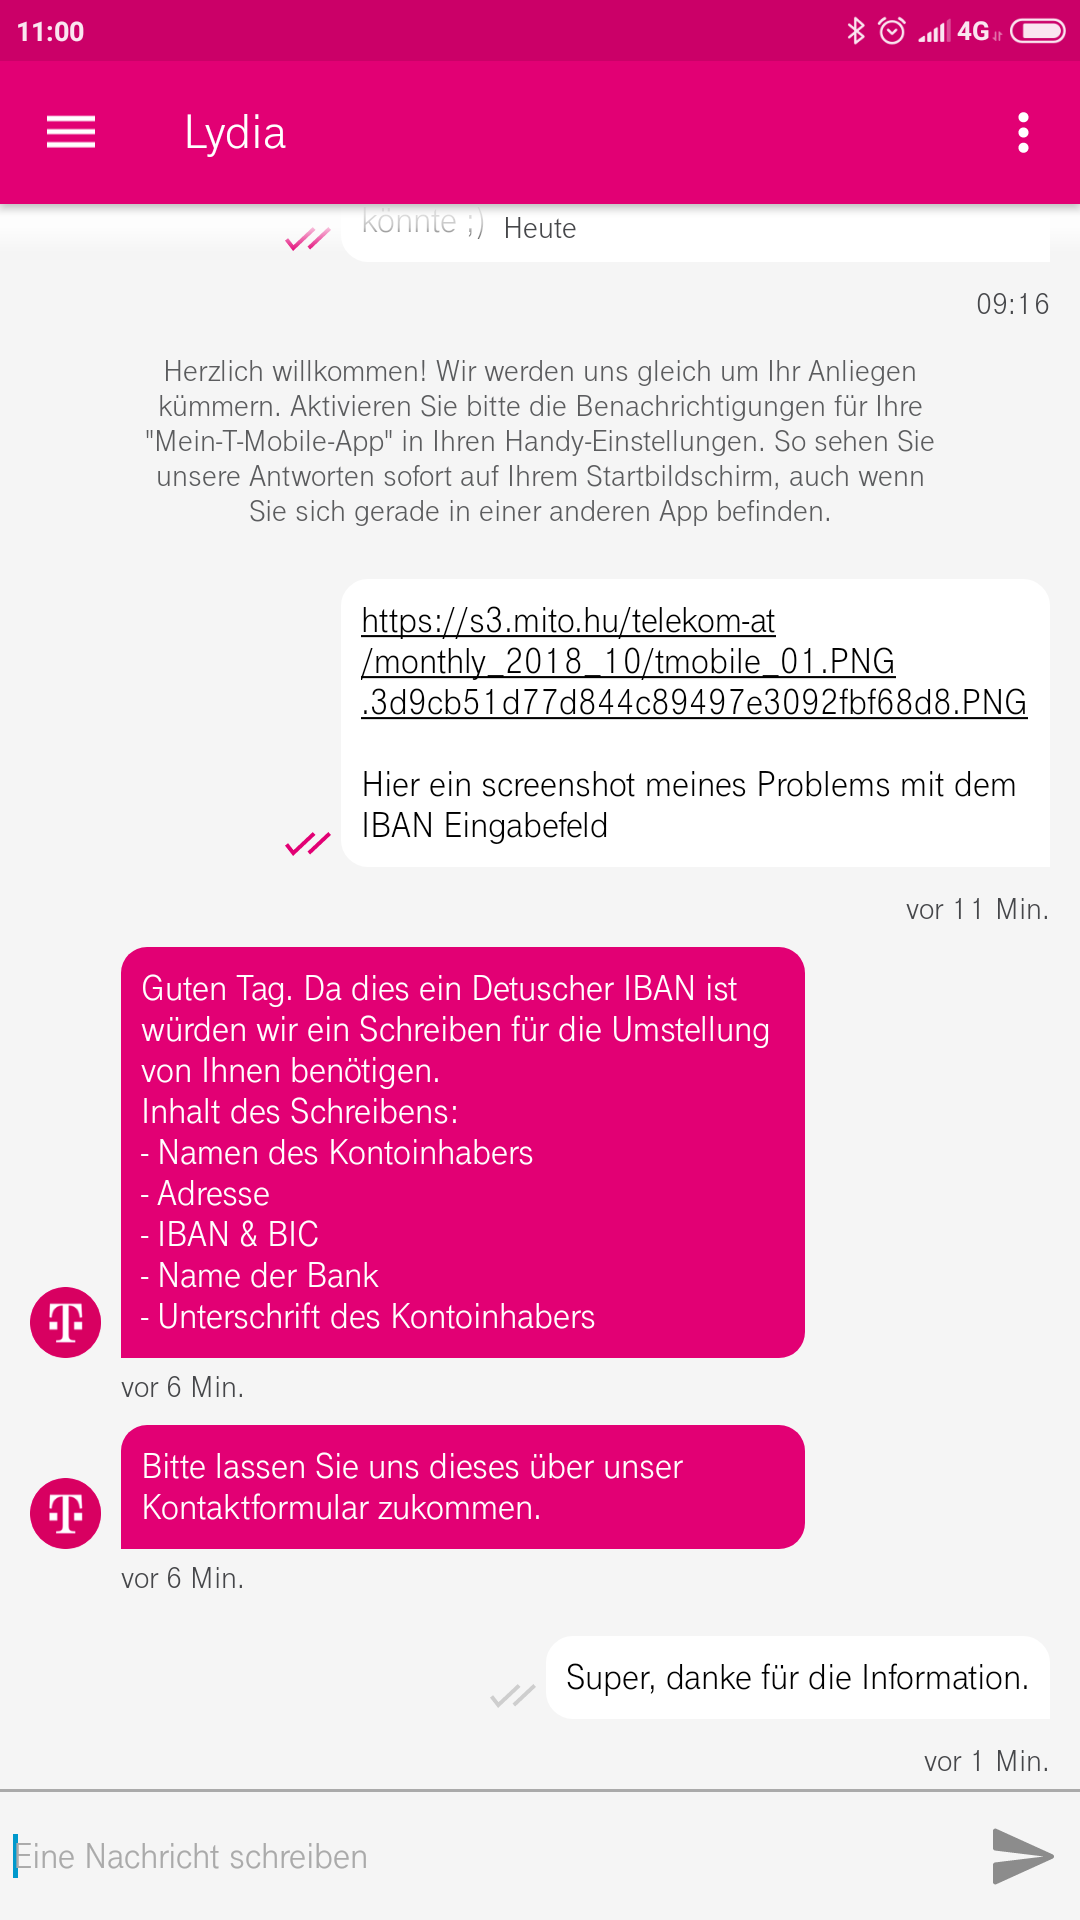 11:00
4G
Lydia
könnte ;)
Heute
09:16
Herzlich willkommen! Wir werden uns gleich um Ihr Anliegen
kümmern. Aktivieren Sie bitte die Benachrichtigungen für Ihre
"Mein-T-Mobile-App" in Ihren Handy-Einstellungen. So sehen Sie
unsere Antworten sofort auf Ihrem Startbildschirm, auch wenn
Sie sich gerade in einer anderen App befinden.
https://s3.mito.hu/telekom-at
/monthly_2018_10/tmobile_01.PNG
.3d9cb51d77d844c89497e3092fbf68d8.PNG
Hier ein screenshot meines Problems mit dem
IBAN Eingabefeld
vor 11 Min.
Guten Tag. Da dies ein Detuscher IBAN ist
würden wir ein Schreiben für die Umstellung
von Ihnen benötigen.
Inhalt des Schreibens:
- Namen des Kontoinhabers
- Adresse
- IBAN & BIC
- Name der Bank
- Unterschrift des Kontoinhabers
T
vor 6 Min.
Bitte lassen Sie uns dieses über unser
Kontaktformular zukommen.
T
vor 6 Min.
Super, danke für die Information.
vor 1 Min.
Eine Nachricht schreiben